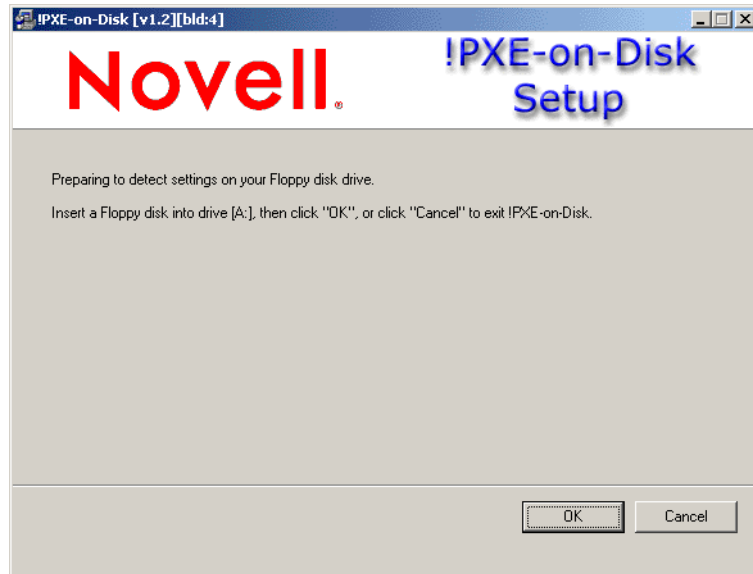 !PXE-on-Disk [v1.2][bld:4]
Novell®
!PXE-on-Disk
Setup
Preparing to detect settings on your Floppy disk drive.
Insert a Floppy disk into drive [A:], then click "OK", or click "Cancel" to exit !PXE-on-Disk.
OK
Cancel